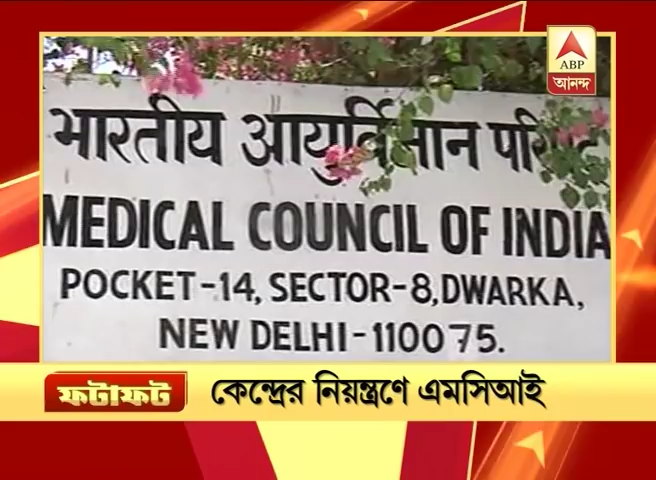 ABP
আনন্দ
भारतीय आयुर्विज्ञान
MEDICAL COUNCIL OF INDIA
POCKET-14, SECTOR-8, DWARKA,
NEW DELHI-110075.
ফটাফট
কেন্দ্রের নিয়ন্ত্রণে এমসিআই